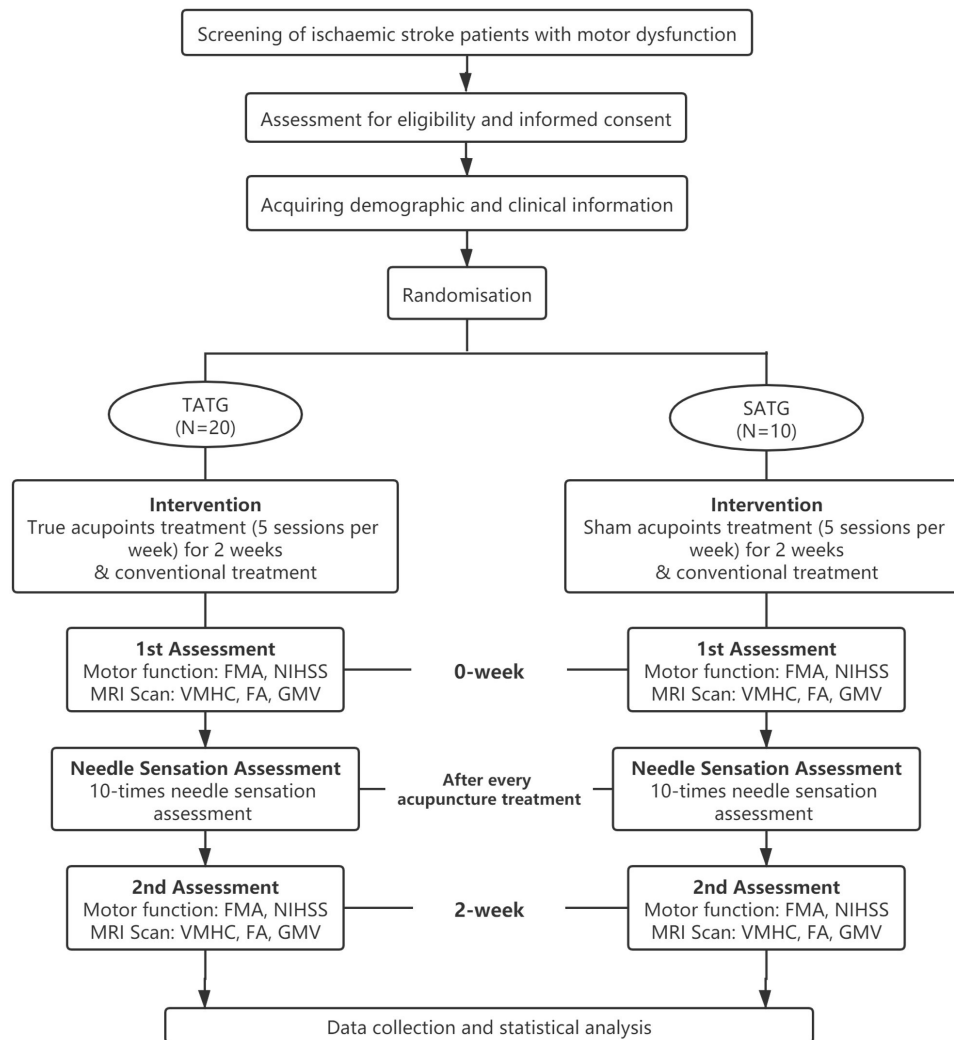 Screening of ischaemic stroke patients with motor dysfunction
Assessment for eligibility and informed consent
Acquiring demographic and clinical information
Randomisation
TATG
(N=20)
SATG
(N=10)
Intervention
True acupoints treatment (5 sessions per
week) for 2 weeks
& conventional treatment
Intervention
Sham acupoints treatment (5 sessions per
week) for 2 weeks
& conventional treatment
1st Assessment
Motor function: FMA, NIHSS
MRI Scan: VMHC, FA, GMV
0-week
1st Assessment
Motor function: FMA, NIHSS
MRI Scan: VMHC, FA, GMV
Needle Sensation Assessment
10-times needle sensation
assessment
After every
acupuncture treatment
Needle Sensation Assessment
10-times needle sensation
assessment
2nd Assessment
Motor function: FMA, NIHSS
MRI Scan: VMHC, FA, GMV
2-week
2nd Assessment
Motor function: FMA, NIHSS
MRI Scan: VMHC, FA, GMV
Data collection and statistical analysis